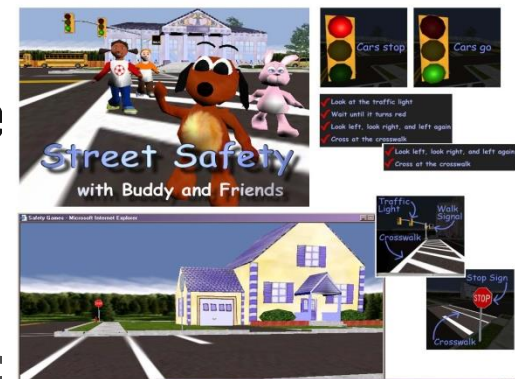 Street Safety
with Buddy and Friends
Cars stop
Cars go
Look at the traffic light
Wait until it turns red
Look left, look right, and left again
Cross at the crosswalk
Look left, look right, and left again
Cross at the crosswalk
Safety Games - Microsoft Internet Explorer
Traffic
Light
Walk
Signal
Crosswalk
Stop Sign
STOP
Crosswalk